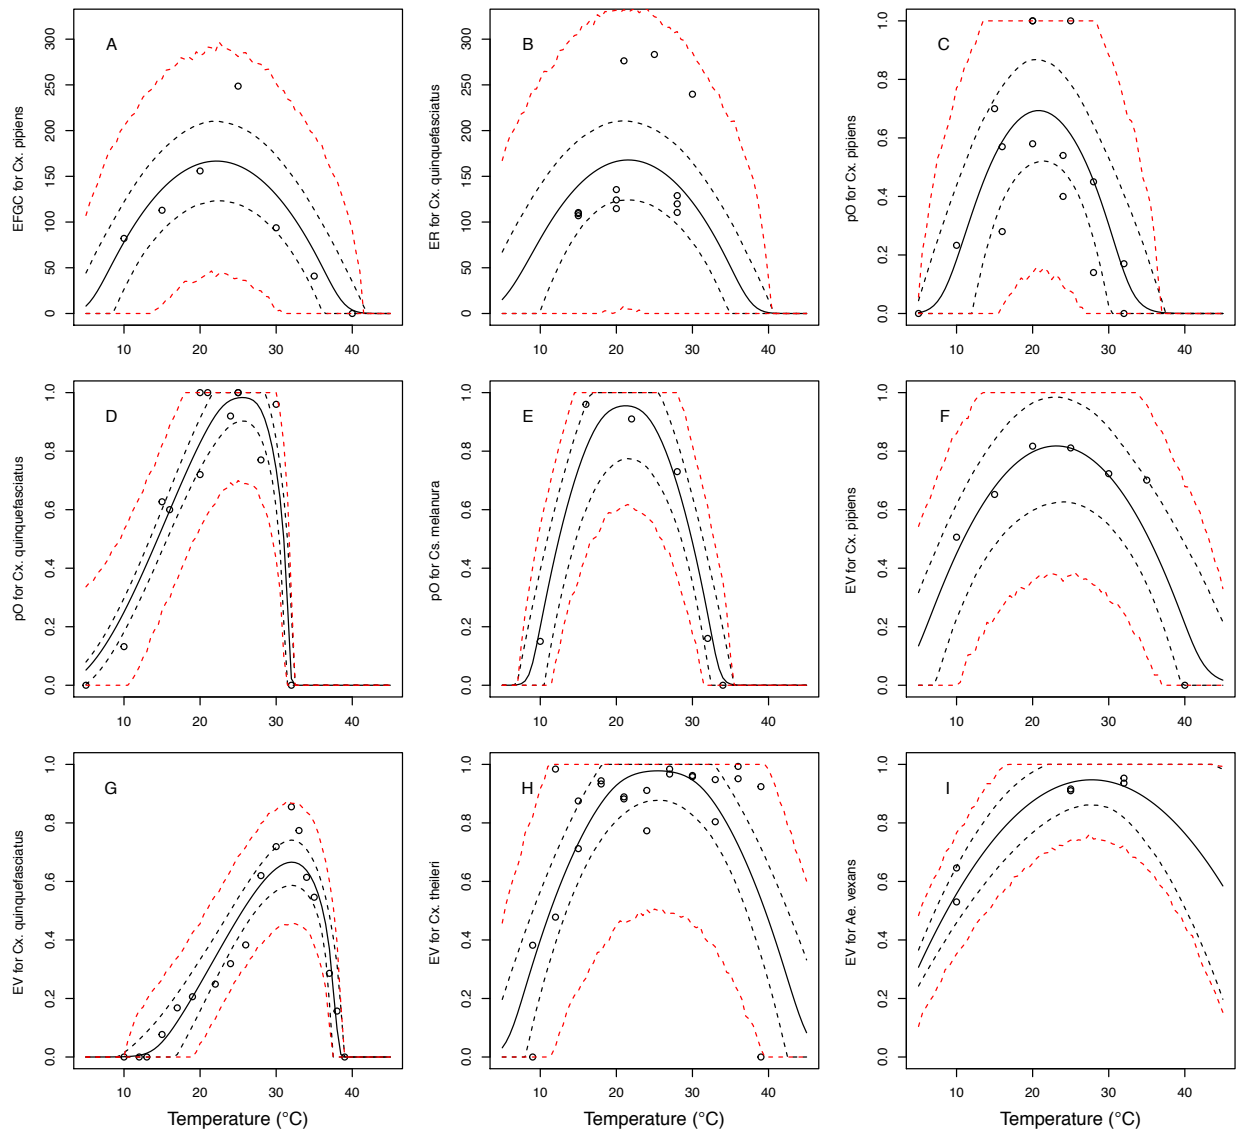 A
EFGC for Cx. pipiens
300
250
200
150
100
50
0
10 20 30 40
B
ER for Cx. quinquefasciatus
300
250
200
150
100
50
0
10 20 30 40
C
pO for Cx. pipiens
1.0
0.8
0.6
0.4
0.2
0.0
10 20 30 40
D
pO for Cx. quinquefasciatus
1.0
0.8
0.6
0.4
0.2
0.0
10 20 30 40
E
pO for Cs. melanura
1.0
0.8
0.6
0.4
0.2
0.0
10 20 30 40
F
EV for Cx. pipiens
1.0
0.8
0.6
0.4
0.2
0.0
10 20 30 40
G
EV for Cx. quinquefasciatus
1.0
0.8
0.6
0.4
0.2
0.0
10 20 30 40
Temperature (°C)
H
EV for Cx. theileri
1.0
0.8
0.6
0.4
0.2
0.0
10 20 30 40
Temperature (°C)
I
EV for Ae. vexans
1.0
0.8
0.6
0.4
0.2
0.0
10 20 30 40
Temperature (°C)